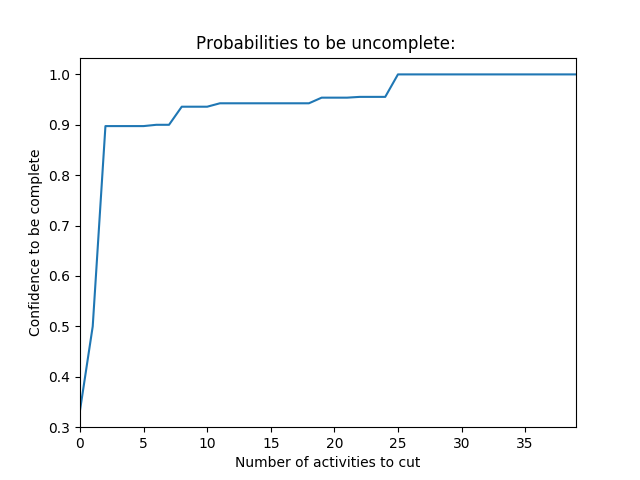 Probabilities to be uncomplete:
1.0
0.9
0.8
0.7
0.6
0.5
0.4
0.3
Confidence to be complete
0 5 10 15 20 25 30 35
Number of activities to cut